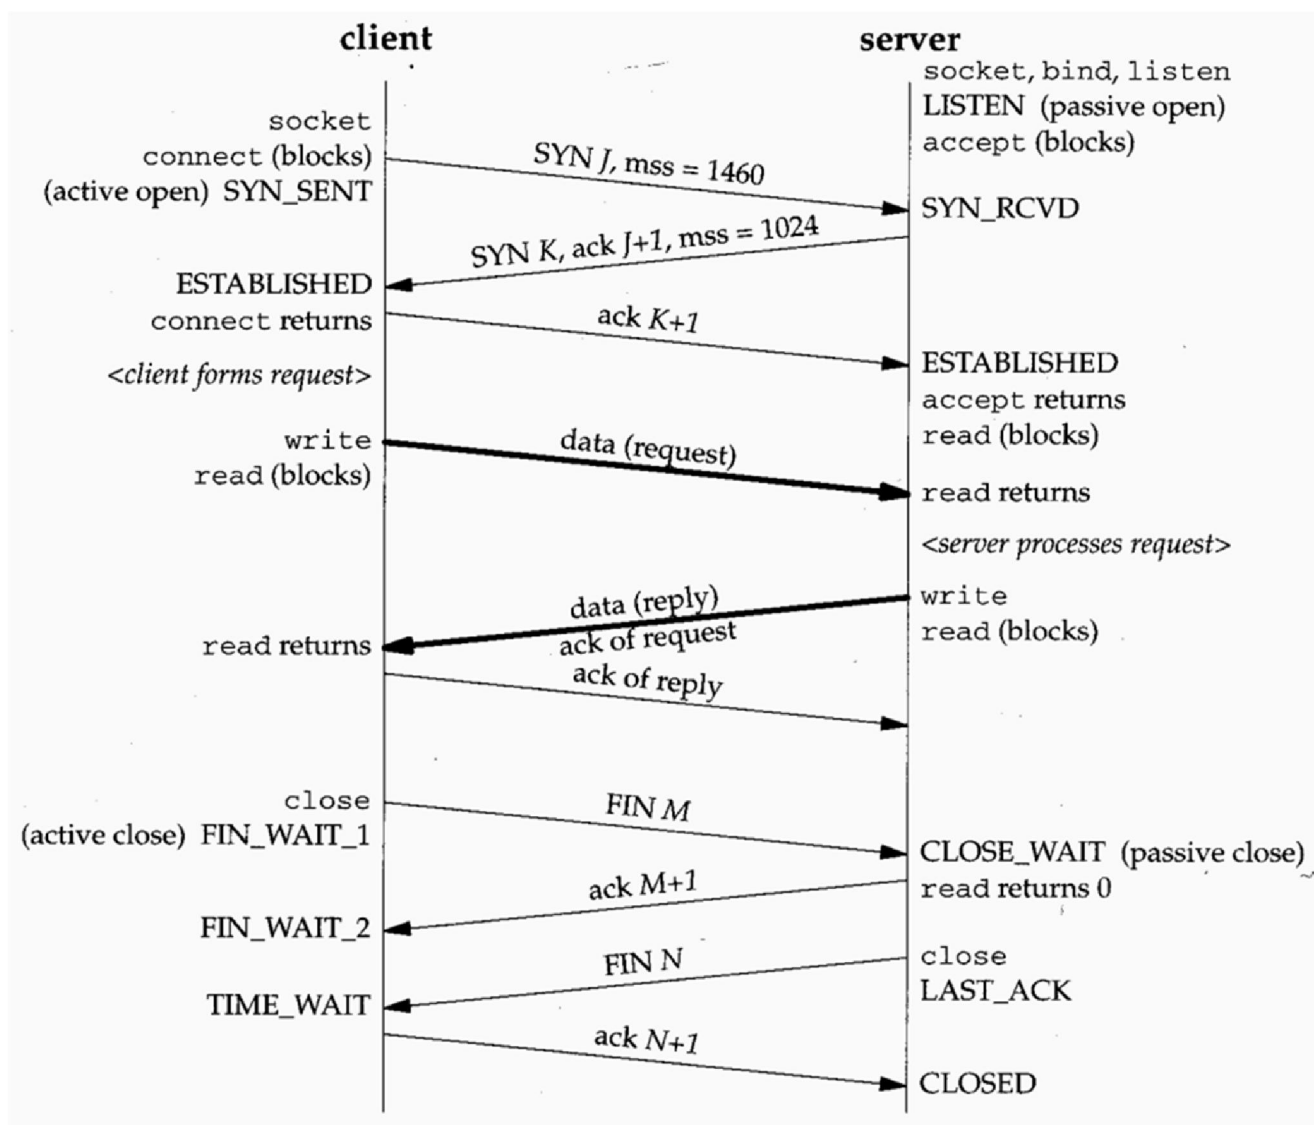 client
server
socket, bind, listen
LISTEN (passive open)
accept (blocks)
socket
connect (blocks)
(active open) SYN_SENT
SYN J, mss = 1460
SYN_RCVD
SYN K, ack J+1, mss = 1024
ESTABLISHED
connect returns
ack K+1
<client forms request>
ESTABLISHED
accept returns
read (blocks)
write
read (blocks)
data (request)
read returns
<server processes request>
write
read (blocks)
data (reply)
ack of request
read returns
ack of reply
close
(active close) FIN_WAIT_1
FIN M
CLOSE_WAIT (passive close)
read returns 0
ack M+1
FIN_WAIT_2
close
LAST_ACK
FIN N
TIME_WAIT
ack N+1
CLOSED